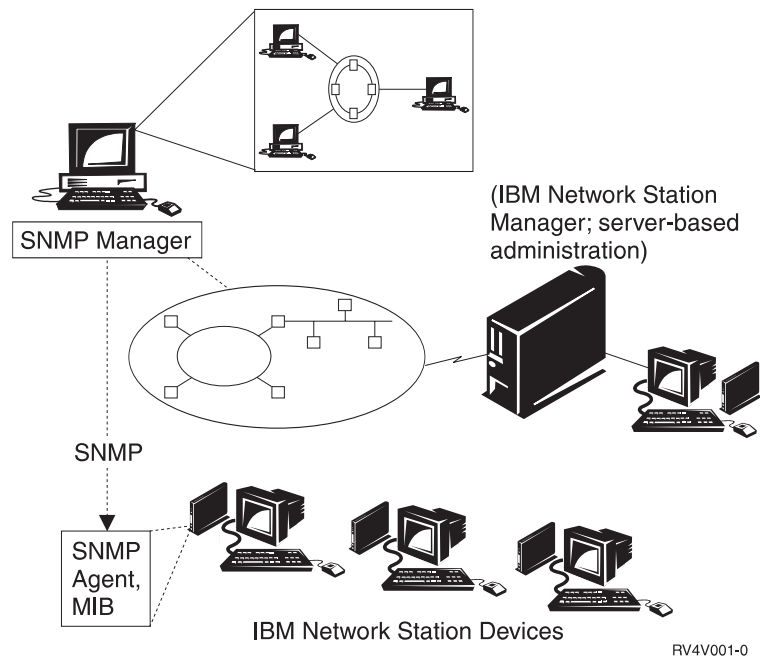 (IBM Network Station
Manager; server-based
administration)
SNMP Manager
SNMP
SNMP
Agent,
MIB
IBM Network Station Devices
RV4V001-0